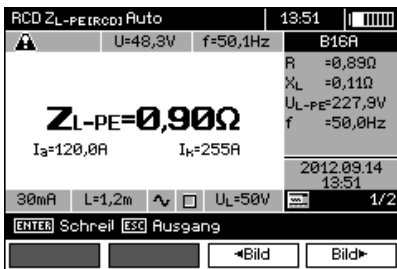 RCD ZL-PE[RCD] Auto 13:51
U=48,3V f=50,1Hz B16A
R =0,89Ω
XL =0,11Ω
UL-PE=227,9V
f =50,0Hz
ZL-PE=0,90Ω
Ia=120,0A Ik=255A
2012.09.14
13:51
30mA L=1,2m UL=50V 1/2
ENTER Schreil ESC Ausgang
◄Bild Bild►